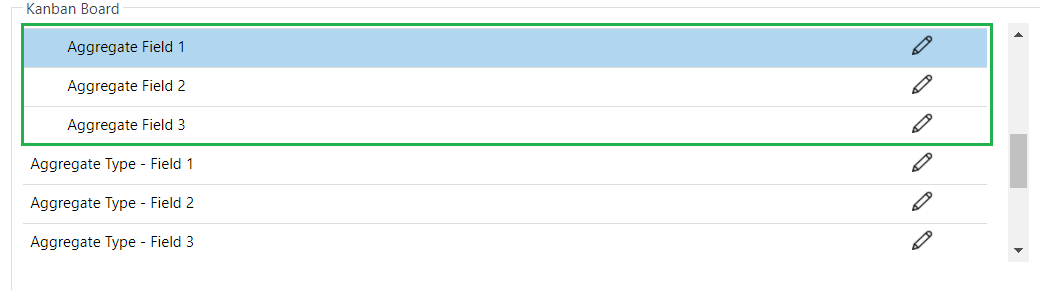 Kanban Board
Aggregate Field 1
Aggregate Field 2
Aggregate Field 3
Aggregate Type - Field 1
Aggregate Type - Field 2
Aggregate Type - Field 3